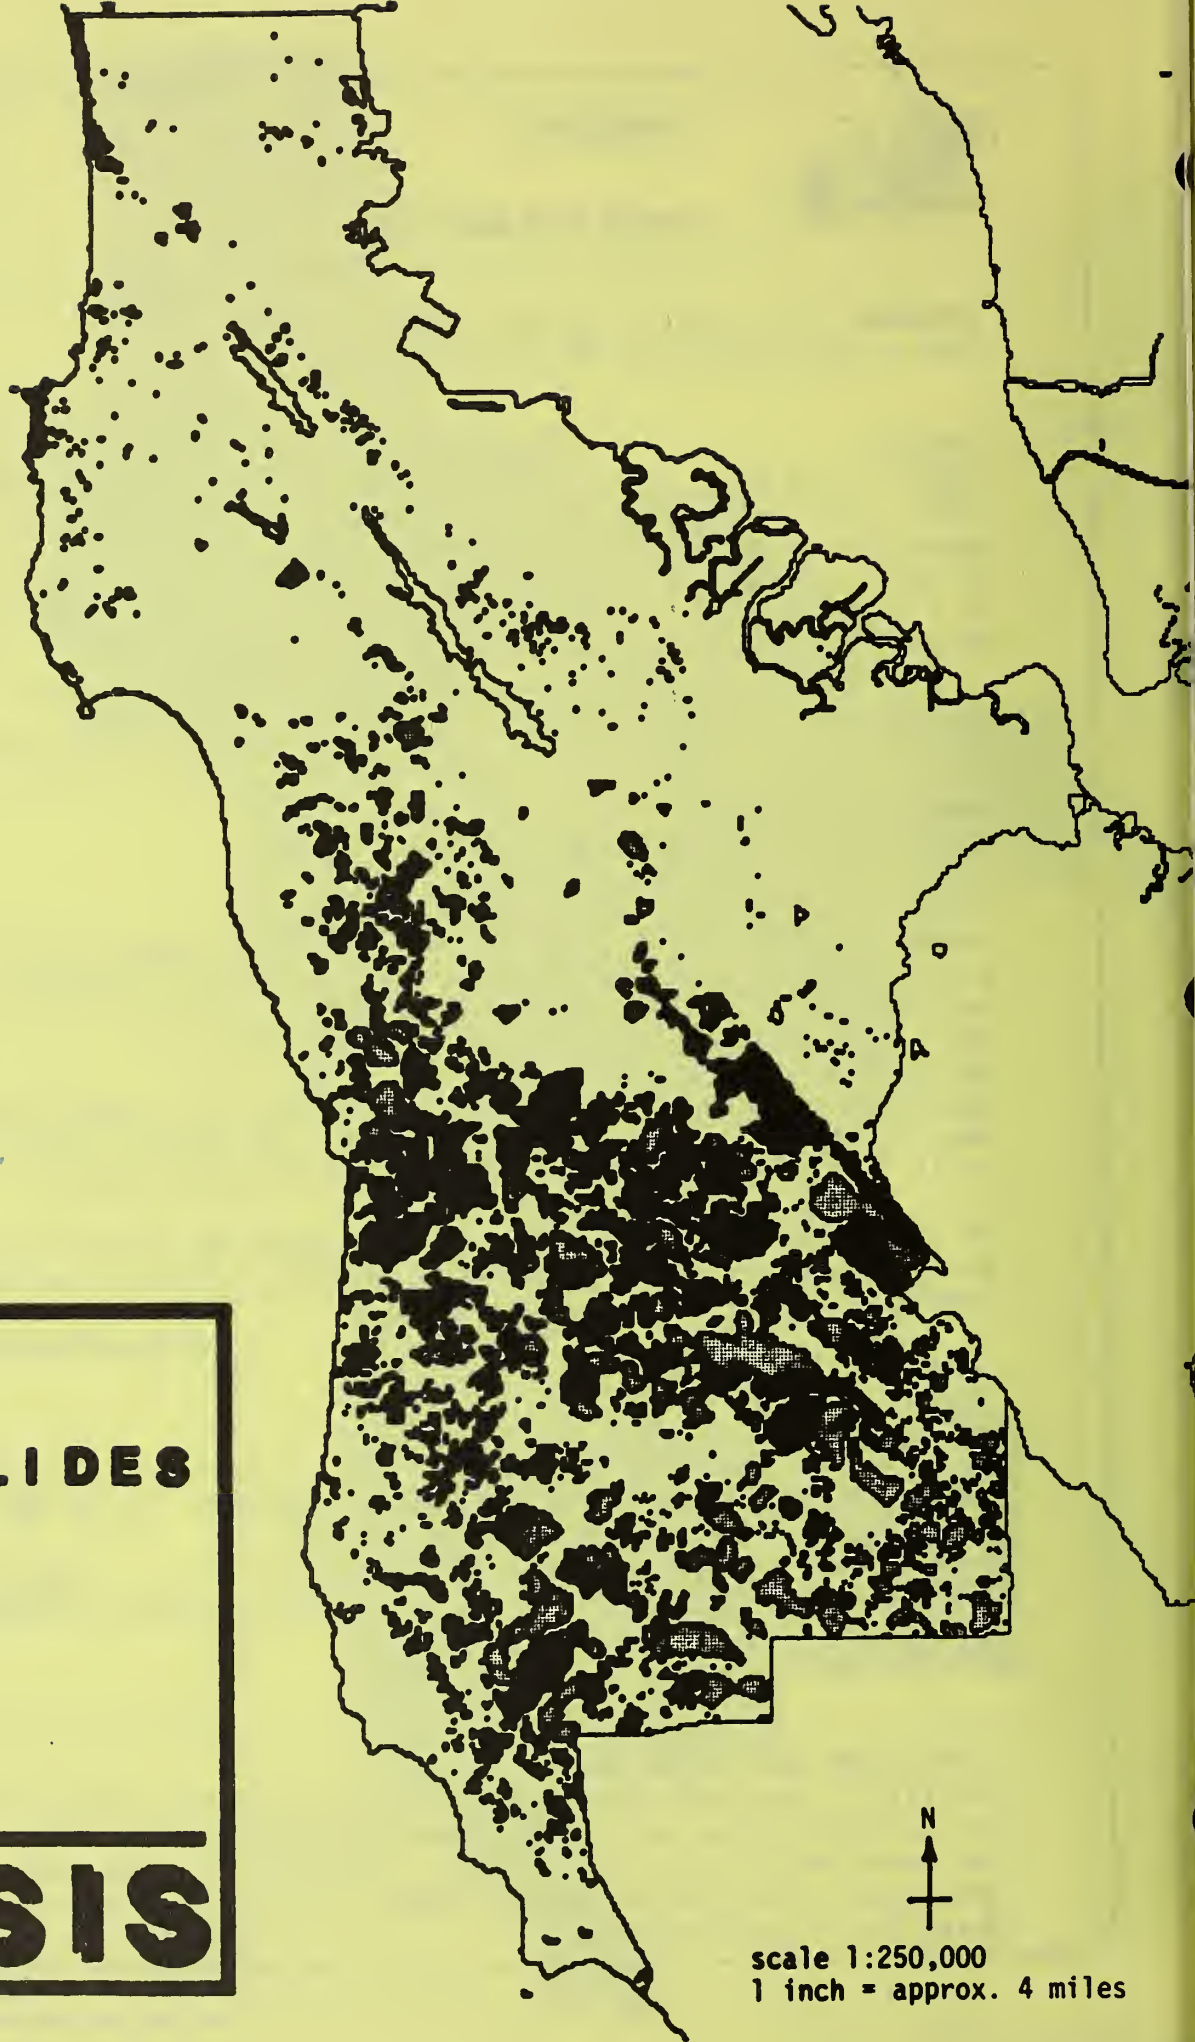 LIDES
SIS
N
scale 1:250,000
1 inch = approx. 4 miles